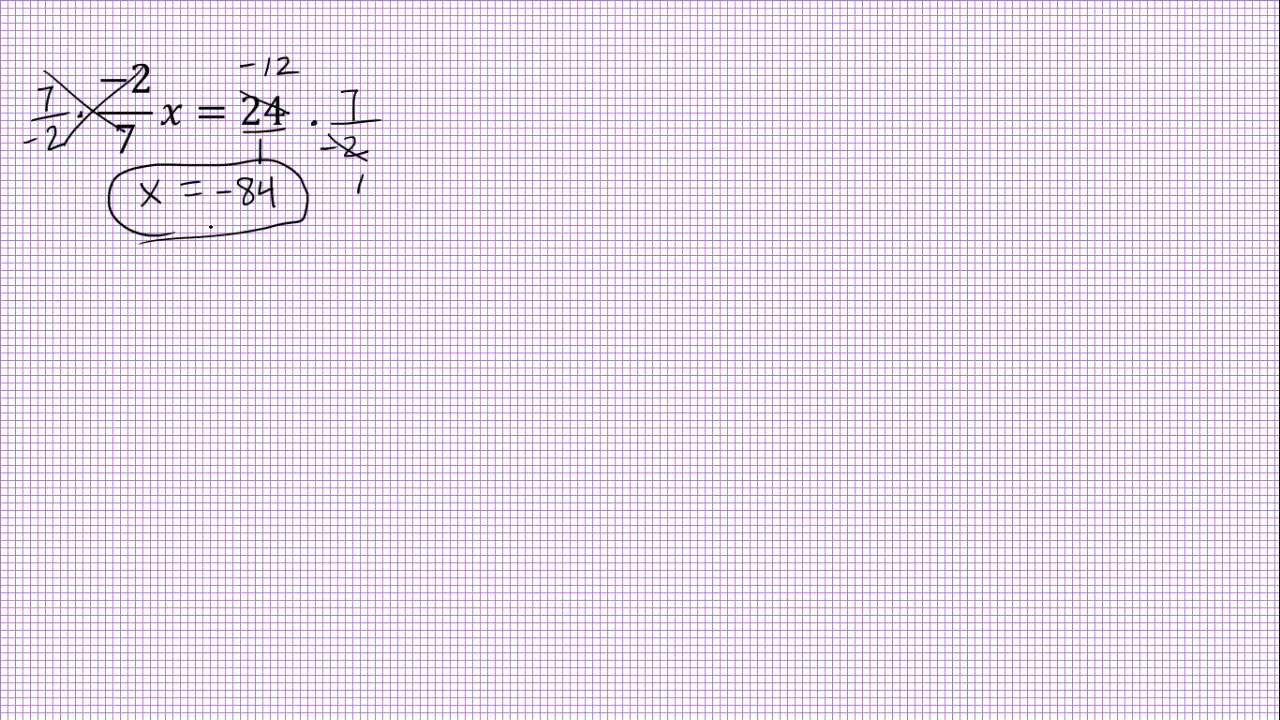 7/-2 · -2/7 x = 24/1 · 7/-2
-12
1
x = -84